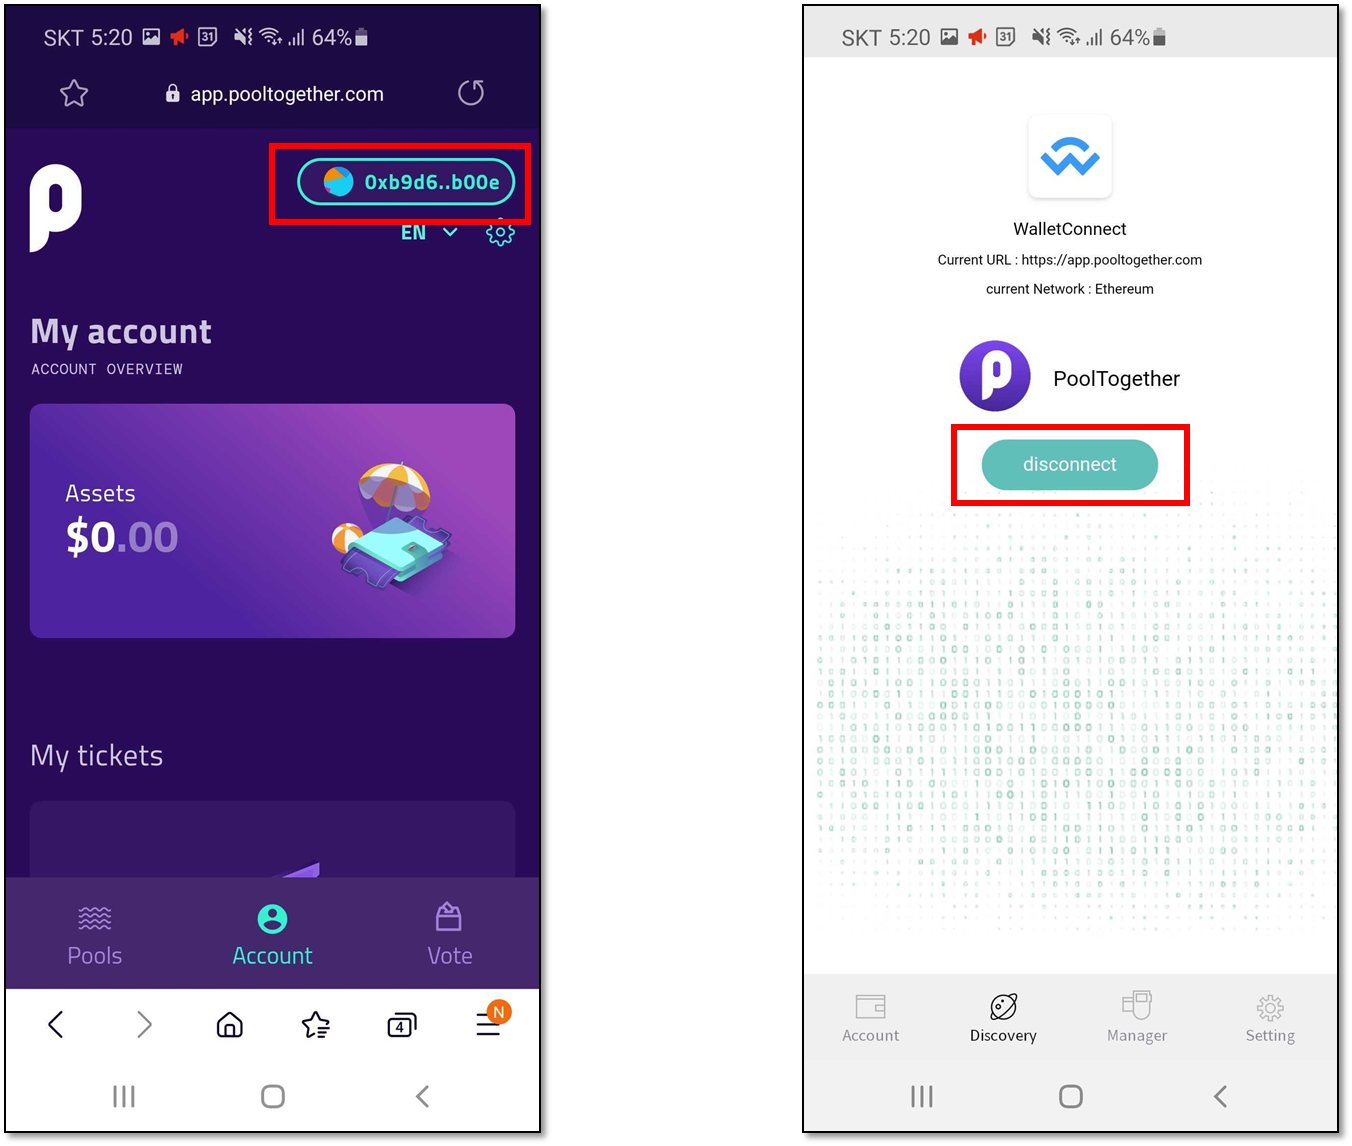 SKT 5:20 31 64%
app.pooltogether.com
0xb9d6..b00e
EN
My account
ACCOUNT OVERVIEW
Assets
$0.00
My tickets
Pools
Account
Vote
4
N
SKT 5:20 31 64%
WalletConnect
Current URL : https://app.pooltogether.com
current Network : Ethereum
PoolTogether
disconnect
Account
Discovery
Manager
Setting